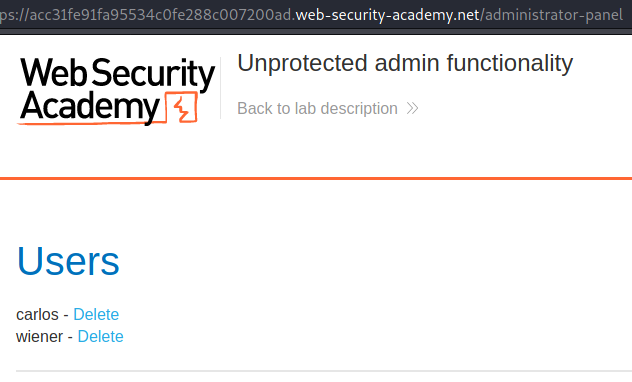 ps://acc31fe91fa95534c0fe288c007200ad.web-security-academy.net/administrator-panel
Web Security
Academy
Unprotected admin functionality
Back to lab description
Users
carlos - Delete
wiener - Delete